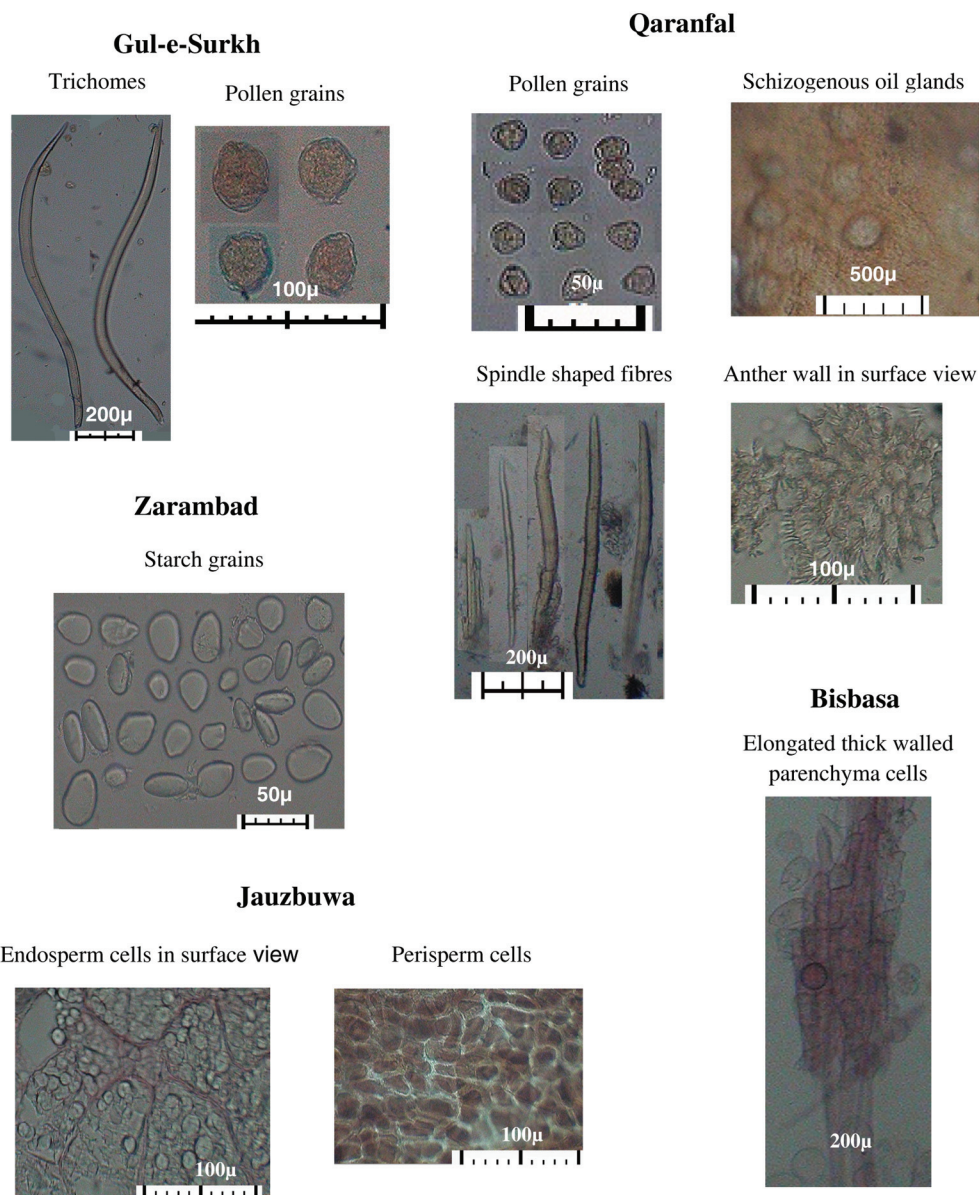 Gul-e-Surkh
Trichomes
Pollen grains
200µ
100µ
Qaranfal
Pollen grains
Schizogenous oil glands
50µ
500µ
Spindle shaped fibres
Anther wall in surface view
200µ
100µ
Zarambad
Starch grains
50µ
Bisbasa
Elongated thick walled
parenchyma cells
200µ
Jauzbuwa
Endosperm cells in surface view
Perisperm cells
100µ
100µ